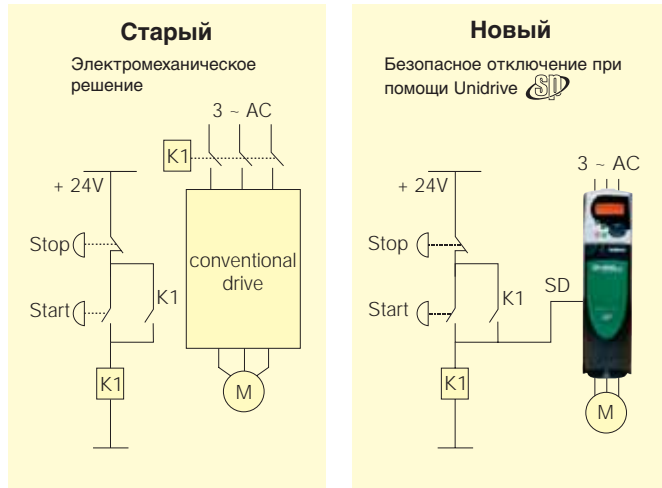 Старый
Электромеханическое
решение
3 ~ AC
K1
+ 24V
Stop
conventional
drive
Start
K1
K1
M
Новый
Безопасное отключение при
помощи Unidrive SP
3 ~ AC
+ 24V
Stop
SD
Start
K1
K1
M